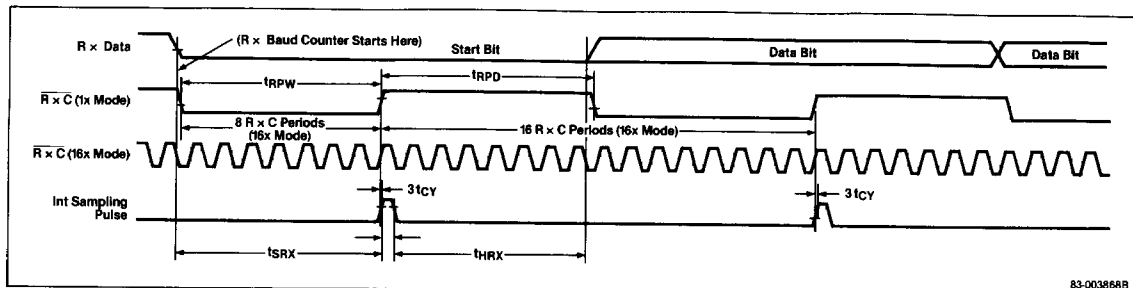 (R × Baud Counter Starts Here)
R × Data
Start Bit
Data Bit
Data Bit
tRPW
tRPD
R × C (1x Mode)
8 R × C Periods
(16x Mode)
16 R × C Periods (16x Mode)
R × C (16x Mode)
3tCY
3tCY
Int Sampling
Pulse
tSRX
tHRX
83-003868B